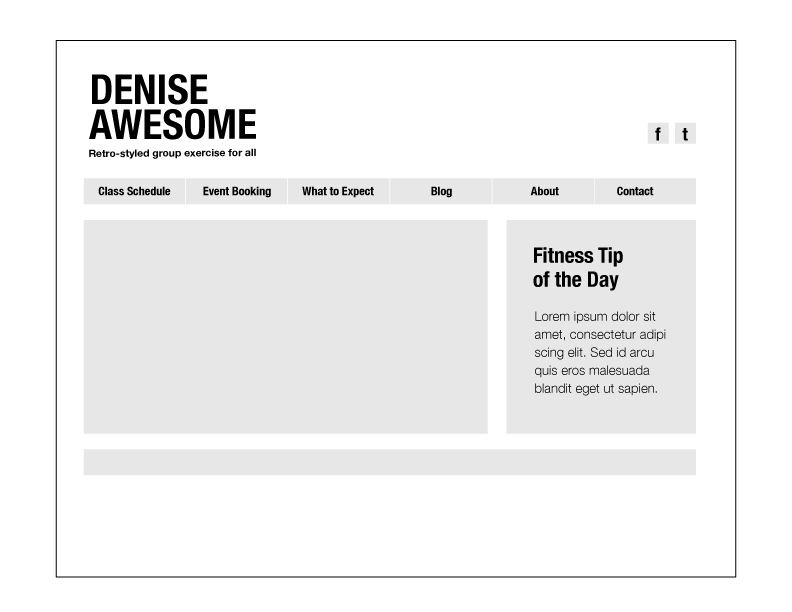 DENISE
AWESOME
Retro-styled group exercise for all
f t
Class Schedule Event Booking What to Expect Blog About Contact
Fitness Tip
of the Day
Lorem ipsum dolor sit
amet, consectetur adipi
scing elit. Sed id arcu
quis eros malesuada
blandit eget ut sapien.